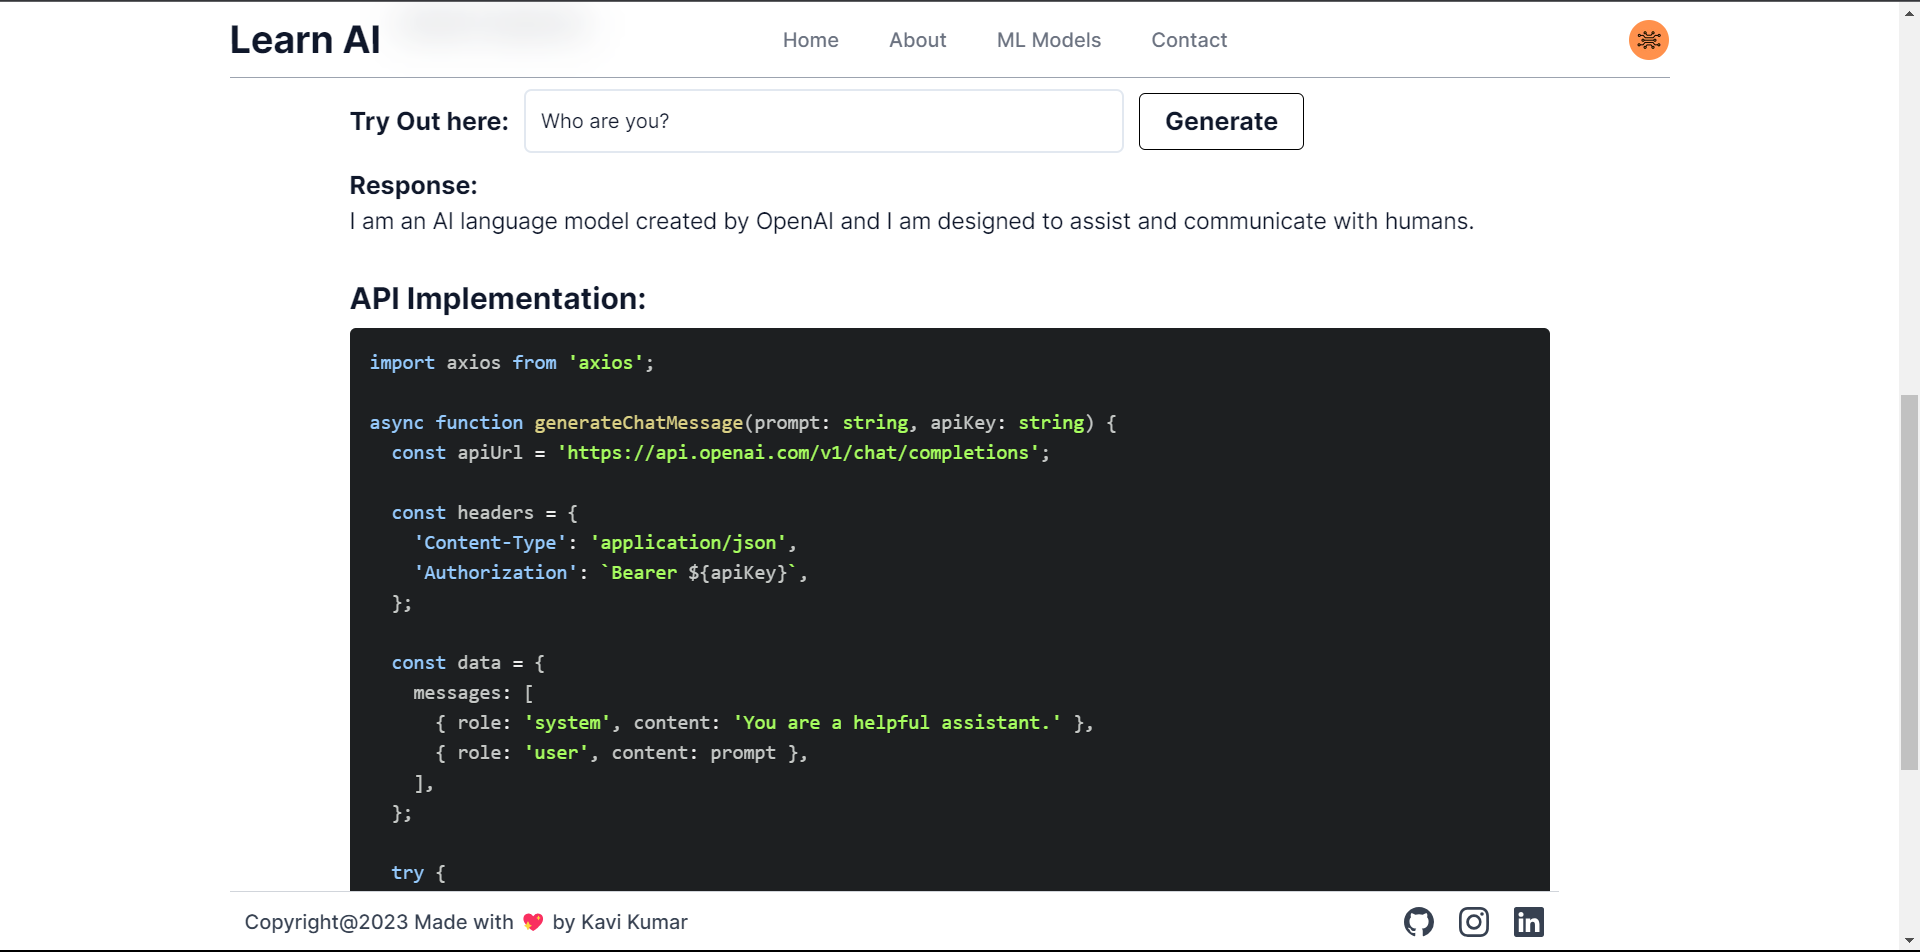 Learn AI
Home
About
ML Models
Contact
Try Out here:
Who are you?
Generate
Response:
I am an AI language model created by OpenAI and I am designed to assist and communicate with humans.
API Implementation:
import axios from 'axios';
async function generateChatMessage(prompt: string, apiKey: string) {
  const apiUrl = 'https://api.openai.com/v1/chat/completions';
  const headers = {
    'Content-Type': 'application/json',
    'Authorization': `Bearer ${apiKey}`,
  };
  const data = {
    messages: [
      { role: 'system', content: 'You are a helpful assistant.' },
      { role: 'user', content: prompt },
    ],
  };
  try {
Copyright@2023 Made with 💖 by Kavi Kumar
in